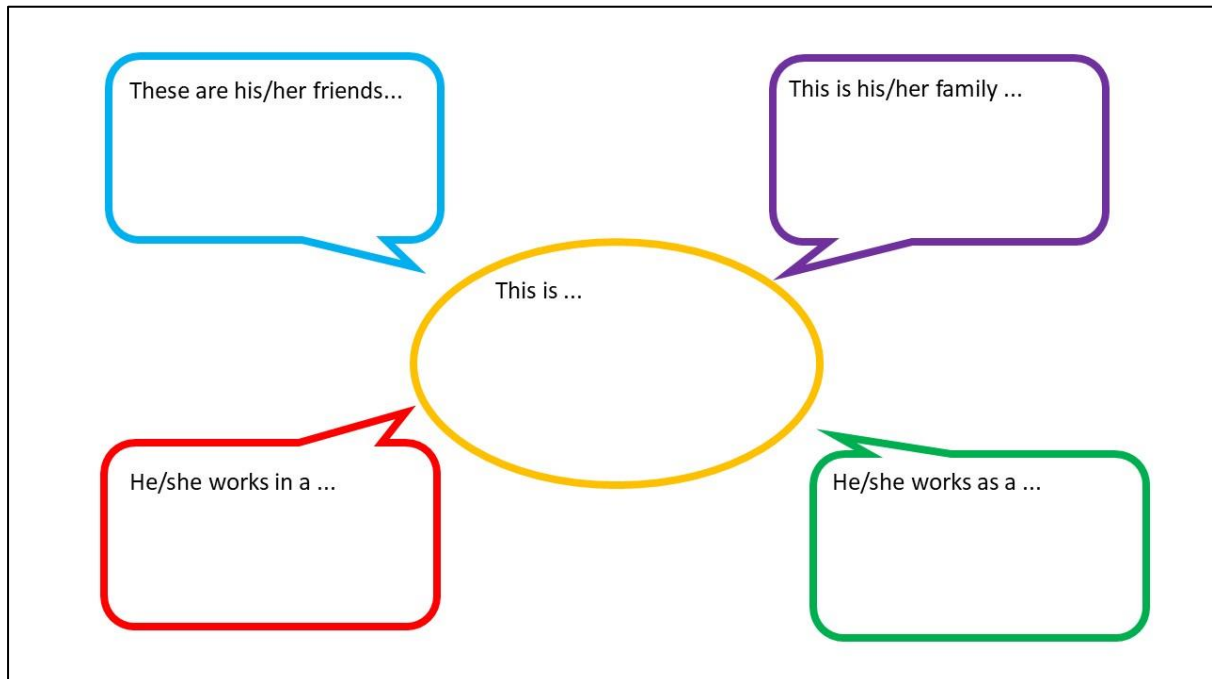 These are his/her friends...
This is his/her family ...
This is ...
He/she works in a ...
He/she works as a ...